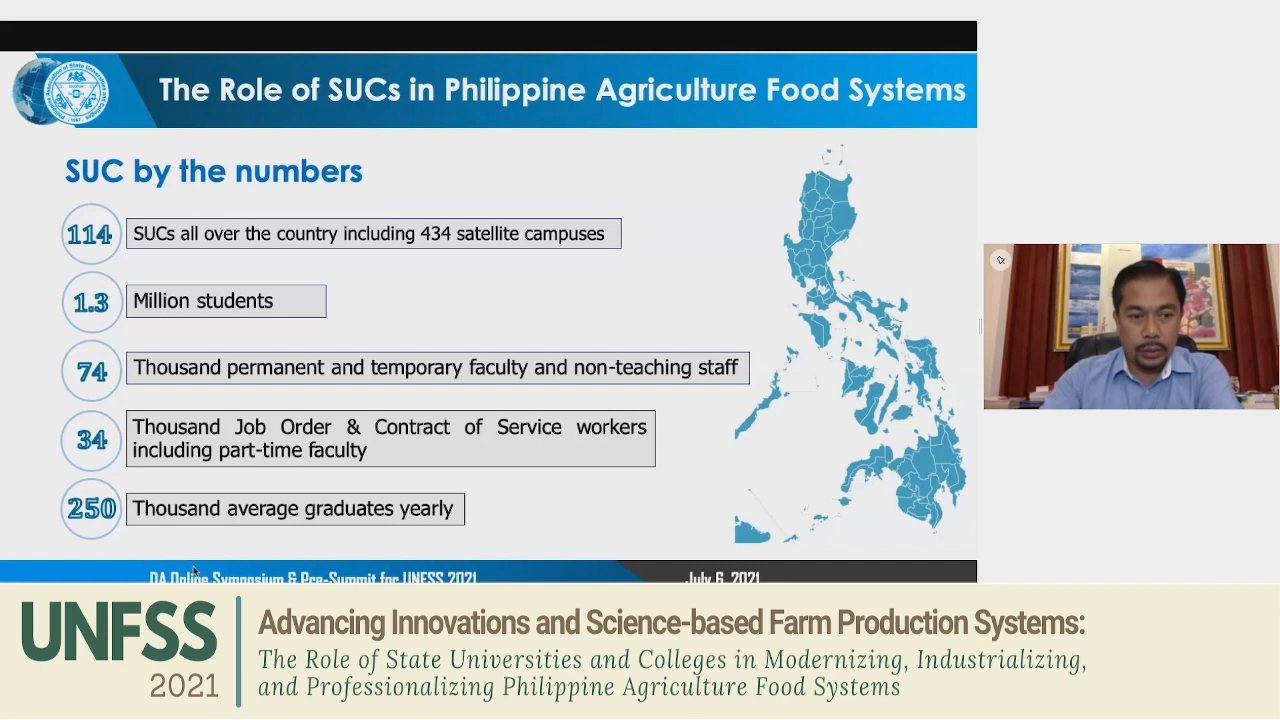 The Role of SUCs in Philippine Agriculture Food Systems
SUC by the numbers
114
SUCs all over the country including 434 satellite campuses
1.3
Million students
74
Thousand permanent and temporary faculty and non-teaching staff
34
Thousand Job Order & Contract of Service workers
including part-time faculty
250
Thousand average graduates yearly
DA Online Symposium & Pre-Summit for UNFSS 2021
July 6, 2021
UNFSS
2021
Advancing Innovations and Science-based Farm Production Systems:
The Role of State Universities and Colleges in Modernizing, Industrializing,
and Professionalizing Philippine Agriculture Food Systems